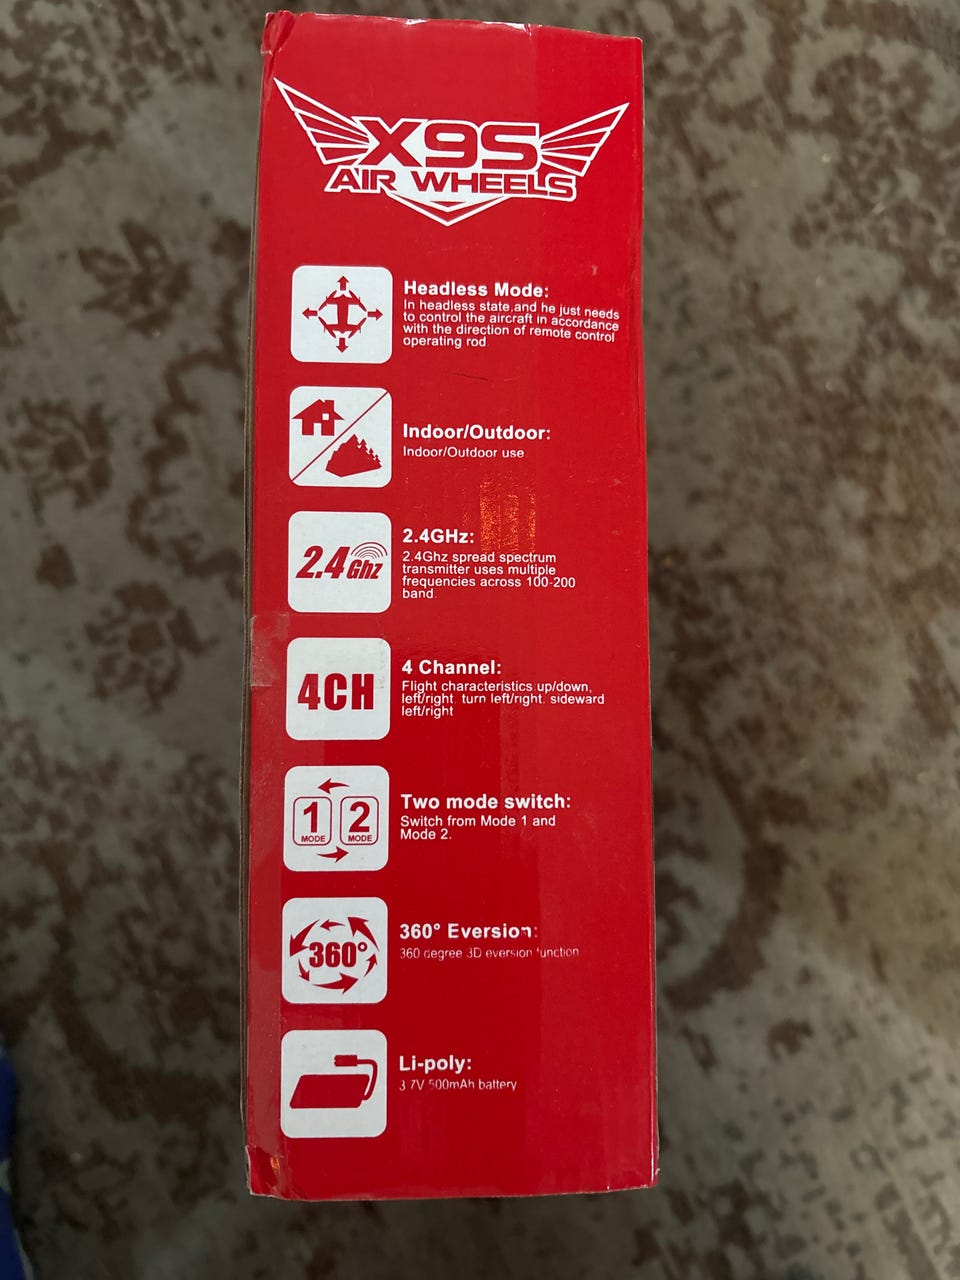 X9S
AIR WHEELS
Headless Mode:
In headless state,and he just needs
to control the aircraft in accordance
with the direction of remote control
operating rod
Indoor/Outdoor:
Indoor/Outdoor use
2.4Ghz
2.4GHz:
2.4Ghz spread spectrum
transmitter uses multiple
frequencies across 100-200
band.
4CH
4 Channel:
Flight characteristics up/down,
left/right. turn left/right. sideward
left/right
1 MODE
2 MODE
Two mode switch:
Switch from Mode 1 and
Mode 2.
360°
360° Eversion:
360 degree 3D eversion function
Li-poly:
3.7V 500mAh battery